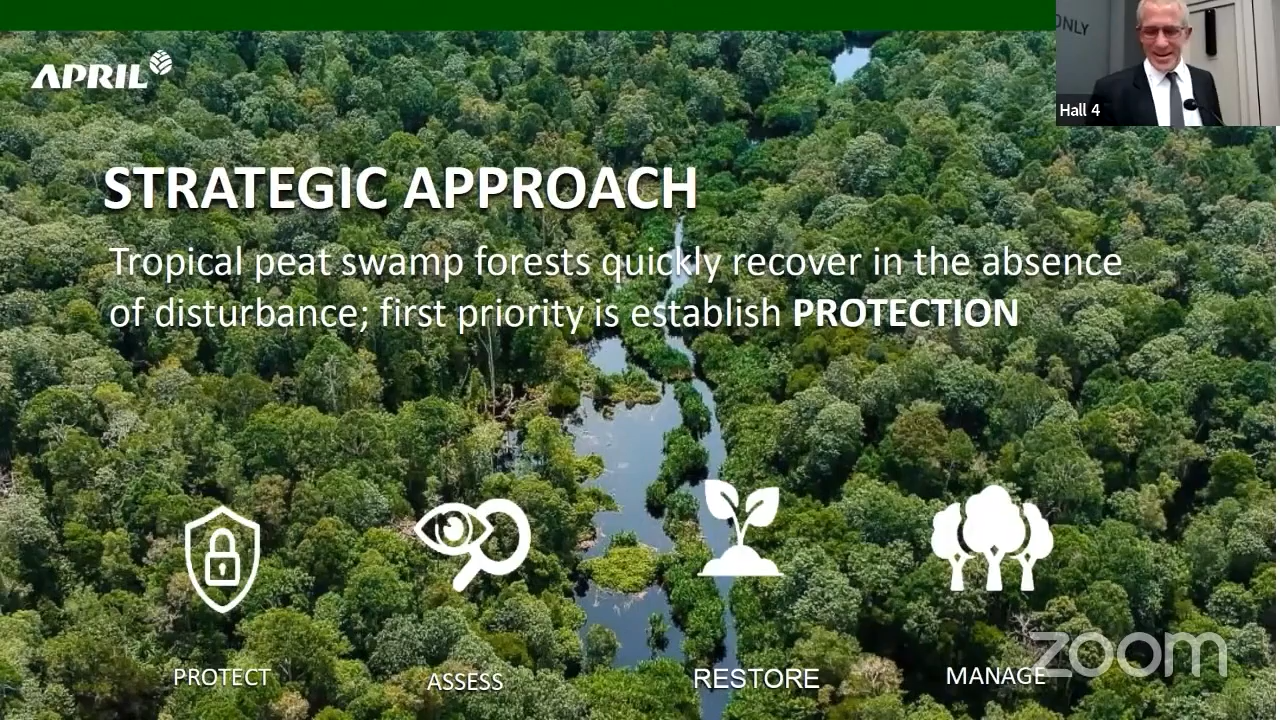 APRIL
ONLY
Hall 4
STRATEGIC APPROACH
Tropical peat swamp forests quickly recover in the absence
of disturbance; first priority is establish PROTECTION
PROTECT
ASSESS
RESTORE
MANAGE
zoom